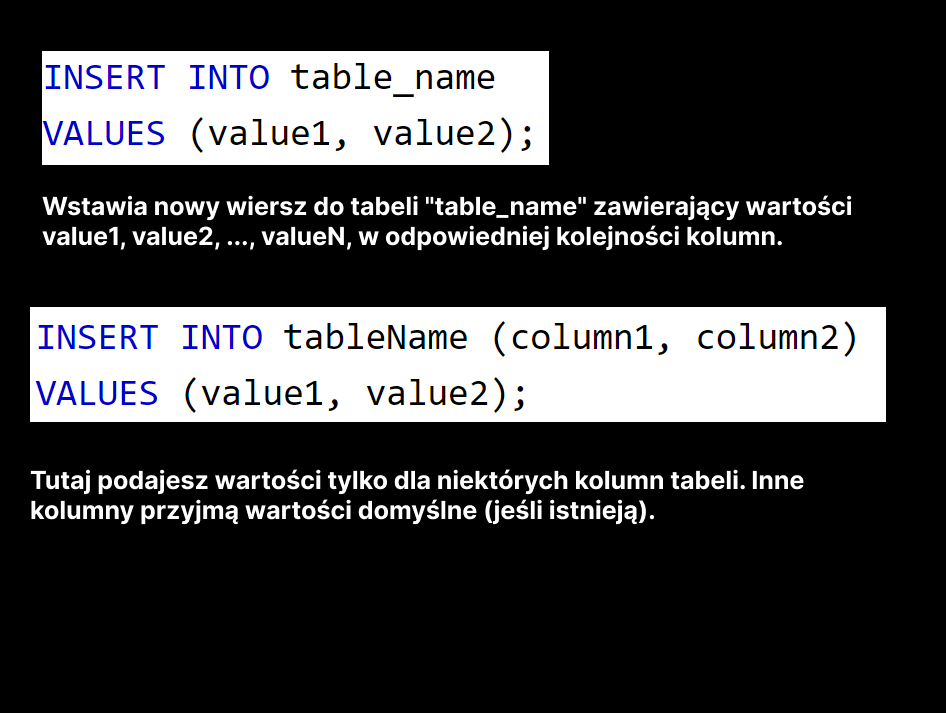 INSERT INTO table_name
VALUES (value1, value2);
Wstawia nowy wiersz do tabeli "table_name" zawierający wartości
value1, value2, ..., valueN, w odpowiedniej kolejności kolumn.
INSERT INTO tableName (column1, column2)
VALUES (value1, value2);
Tutaj podajesz wartości tylko dla niektórych kolumn tabeli. Inne
kolumny przyjmą wartości domyślne (jeśli istnieją).